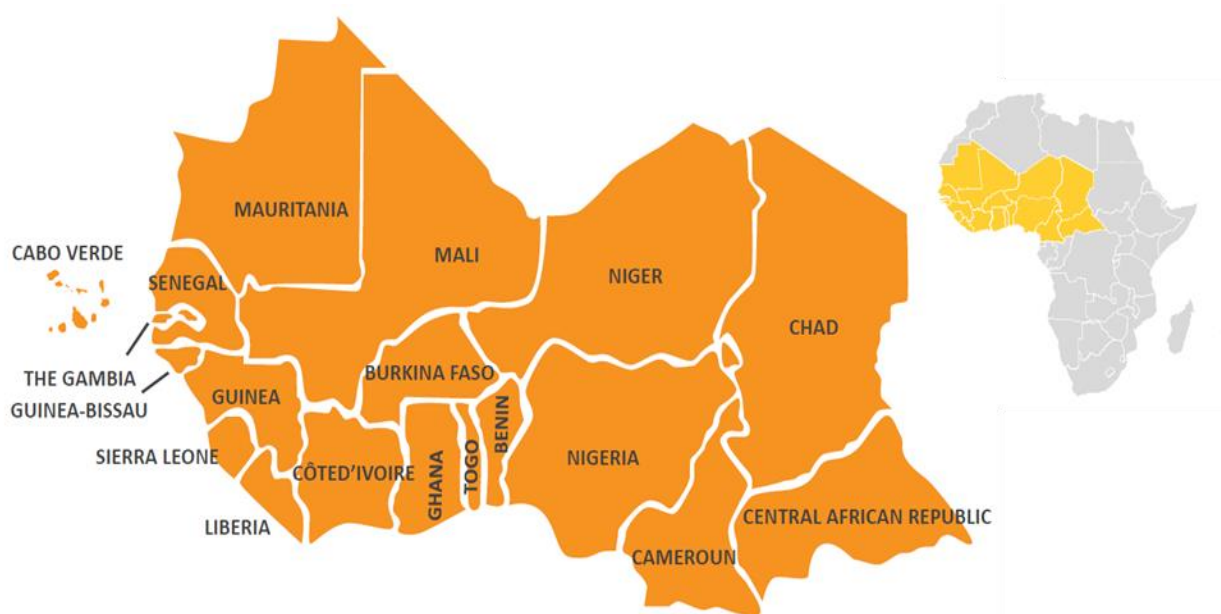 MAURITANIA
CABO VERDE
MALI
SENEGAL
NIGER
CHAD
THE GAMBIA
BURKINA FASO
GUINEA
GUINEA-BISSAU
BENIN
TOGO
GHANA
SIERRA LEONE
CÔTED'IVOIRE
NIGERIA
LIBERIA
CENTRAL AFRICAN REPUBLIC
CAMEROUN